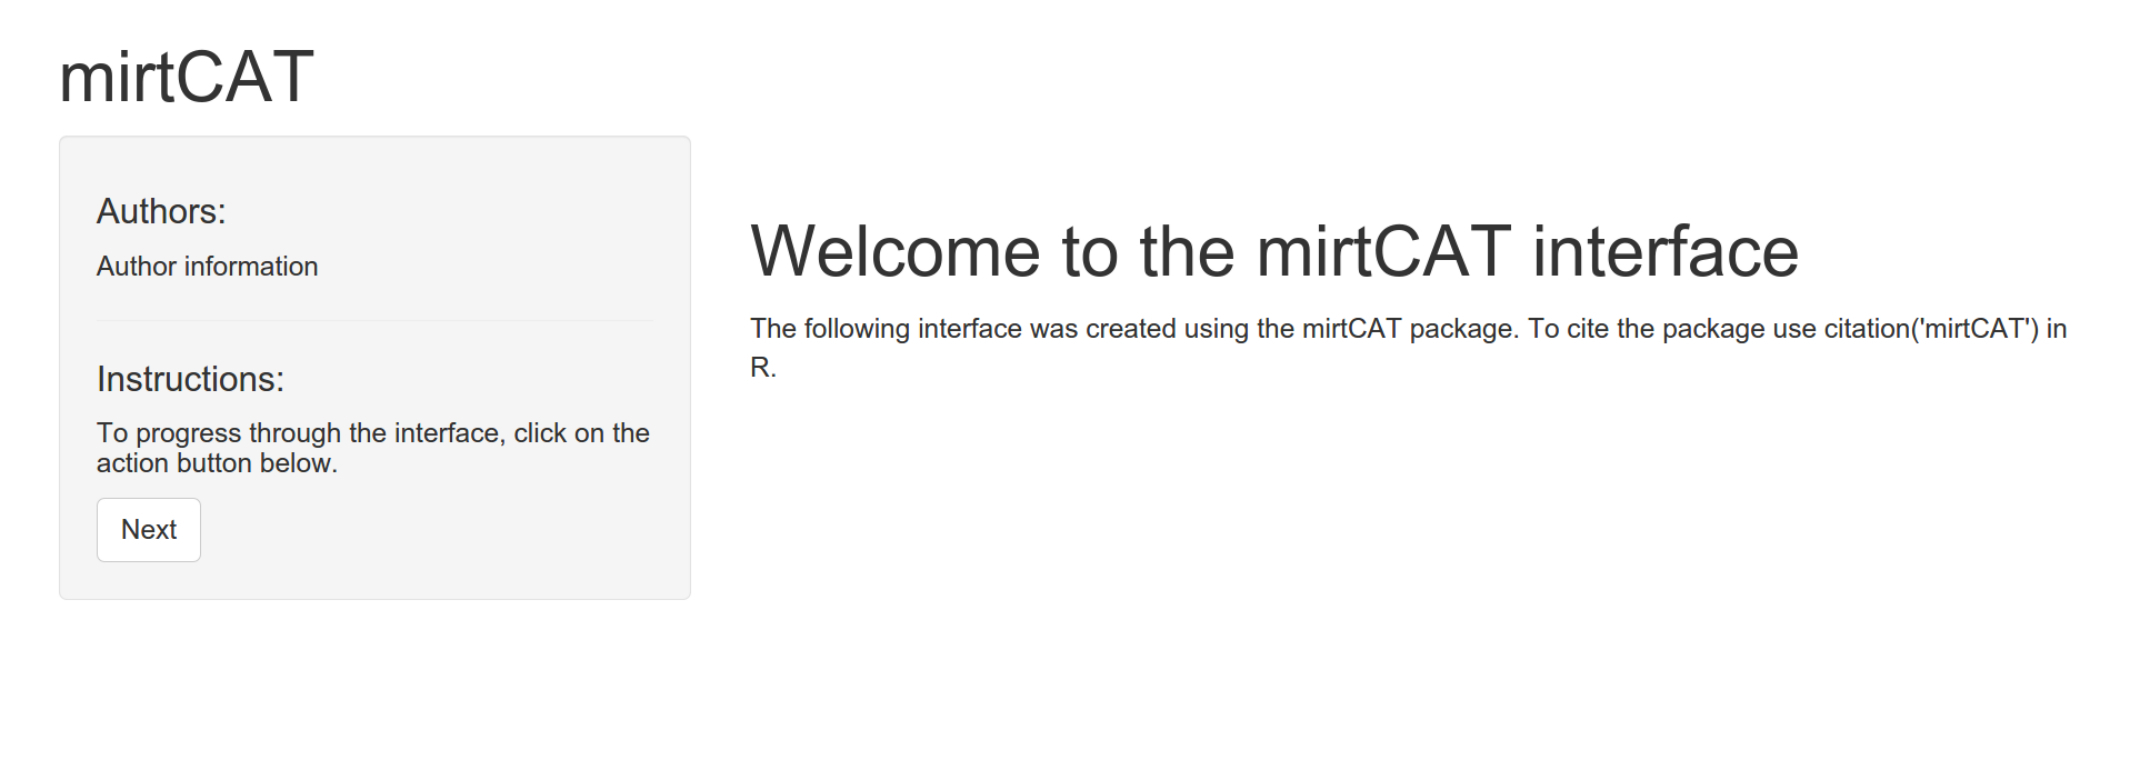 mirtCAT
Authors:
Author information
Instructions:
To progress through the interface, click on the
action button below.
Next
Welcome to the mirtCAT interface
The following interface was created using the mirtCAT package. To cite the package use citation('mirtCAT') in
R.